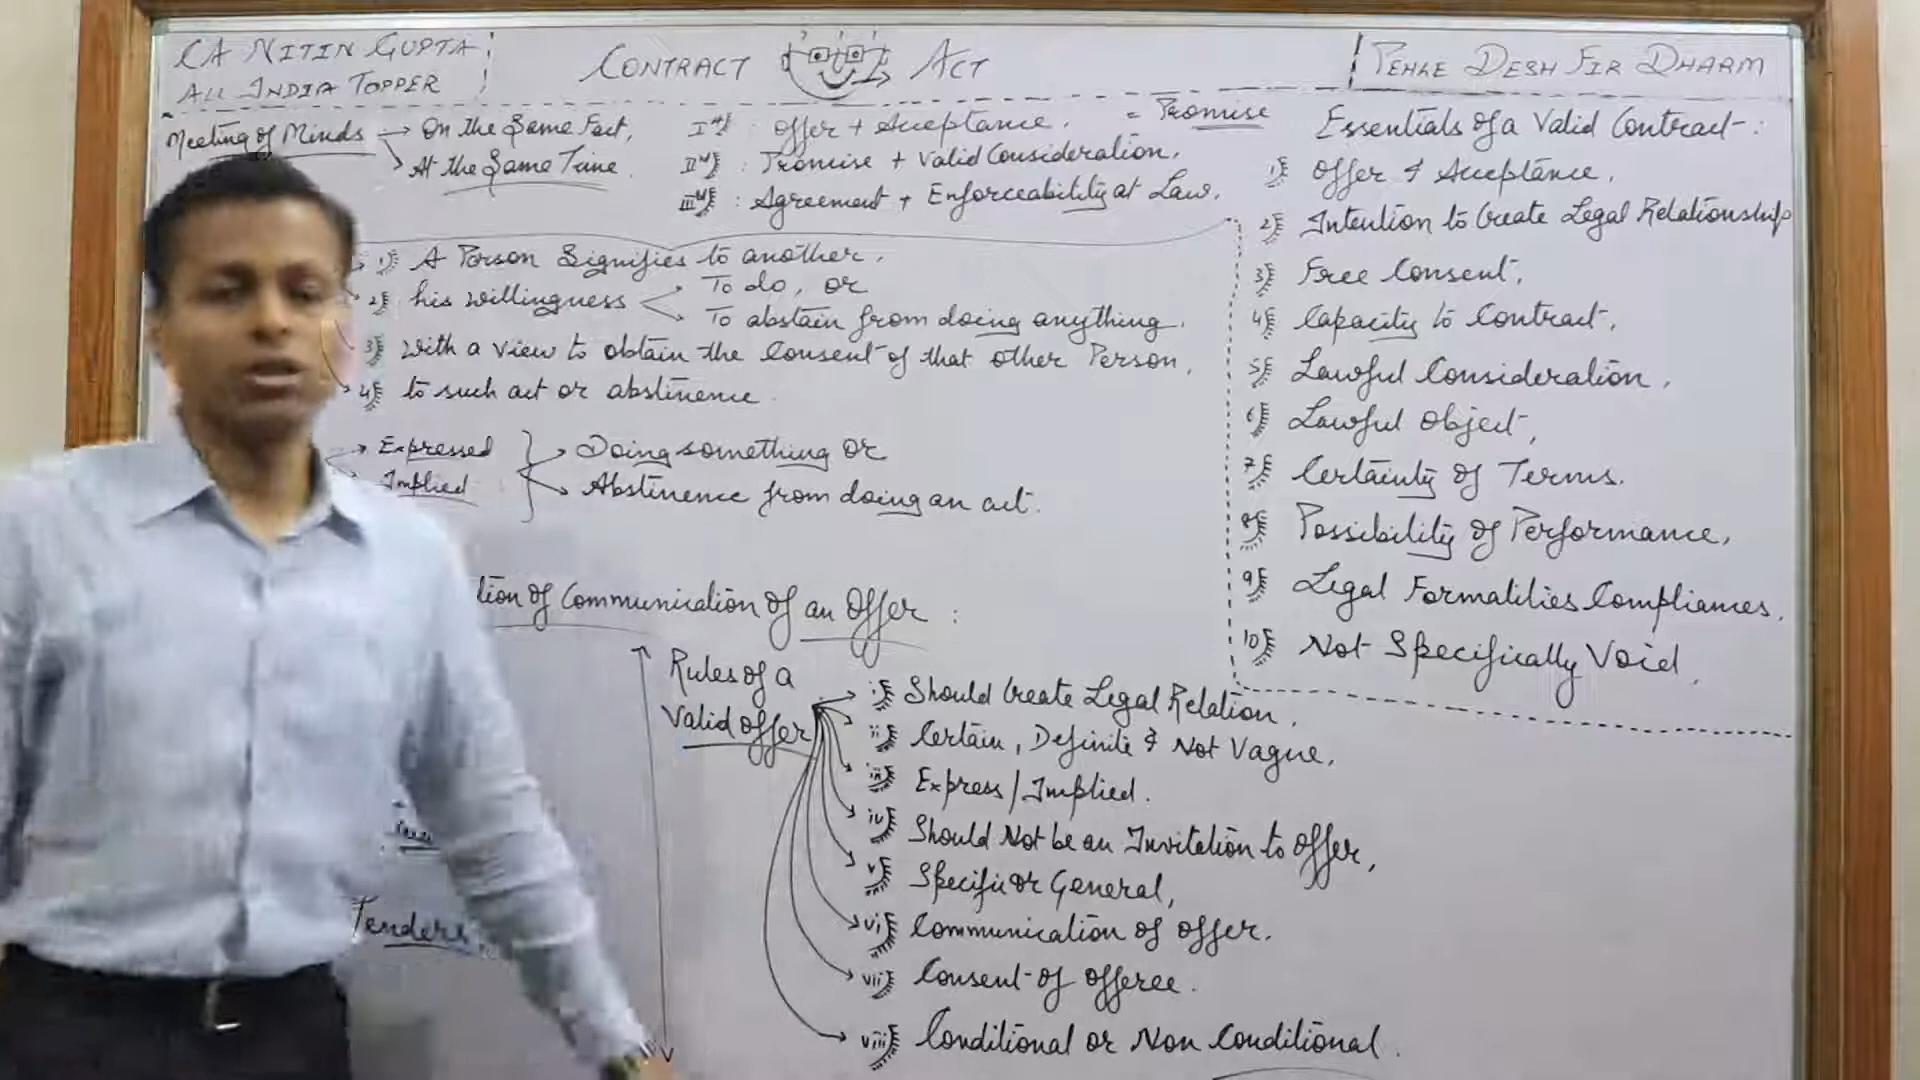 CA NITIN GUPTA
ALL INDIA TOPPER
CONTRACT ACT
PEHLE DESH FIR DHARM
Meeting of Minds → On the Same Fact,
→ At the Same Time.
Ist : Offer + Acceptance. = Promise
IInd : Promise + Valid Consideration.
IIIrd : Agreement + Enforceability at Law.
1) A Person Signifies to another,
2) his willingness < To do, or
To abstain from doing anything.
3) With a view to obtain the Consent of that other Person,
4) to such act or abstinence.
→ Expressed
Implied
→ Doing something or
→ Abstinence from doing an act.
tion of Communication of an Offer :
Tenders
Rules of a
Valid Offer
i) Should Create Legal Relation.
ii) Certain, Definite & Not Vague,
iii) Express/Implied.
iv) Should Not be an Invitation to Offer,
v) Specific or General,
vi) Communication of Offer.
vii) Consent of Offeree.
viii) Conditional or Non Conditional.
Essentials of a Valid Contract :
1) Offer & Acceptance.
2) Intention to Create Legal Relationship
3) Free Consent,
4) Capacity to Contract,
5) Lawful Consideration,
6) Lawful Object,
7) Certainty of Terms.
8) Possibility of Performance,
9) Legal Formalities Compliances.
10) Not Specifically Void.